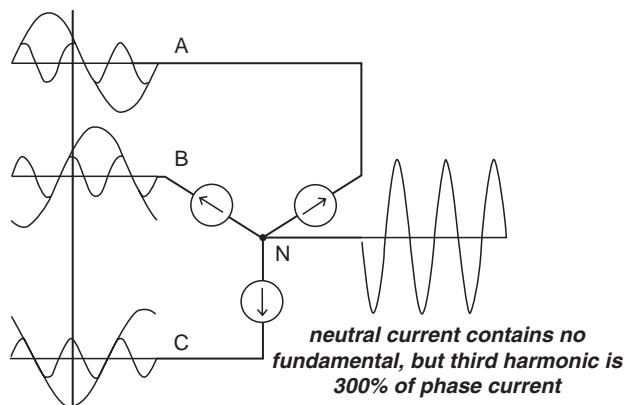 A
B
N
C
neutral current contains no
fundamental, but third harmonic is
300% of phase current